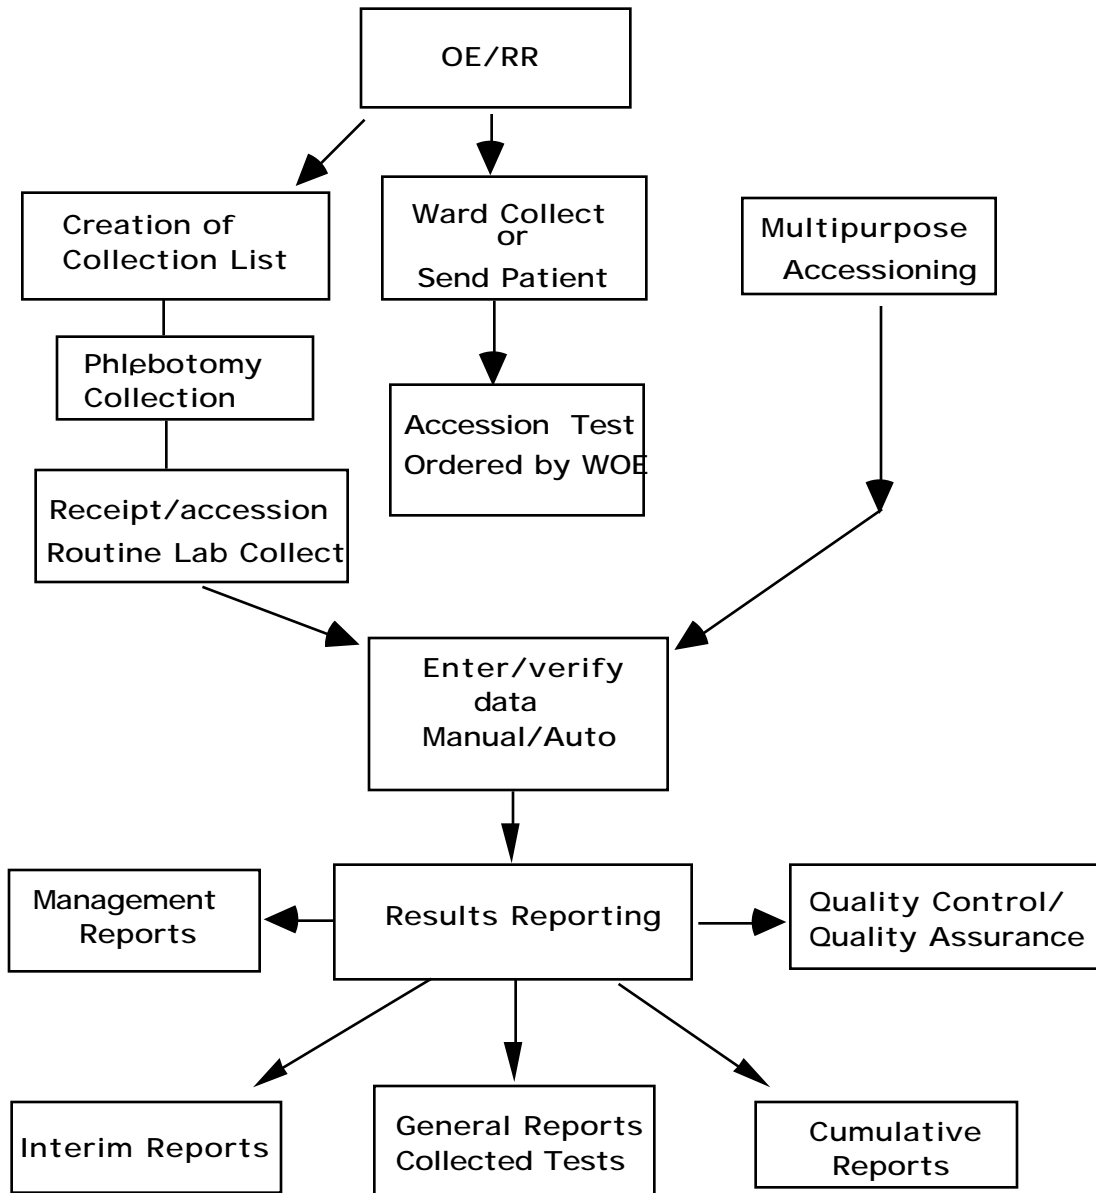 OE/RR
Creation of
Collection List
Ward Collect
or
Send Patient
Multipurpose
Accessioning
Phlebotomy
Collection
Accession Test
Ordered by WOE
Receipt/accession
Routine Lab Collect
Enter/verify
data
Manual/Auto
Management
Reports
Results Reporting
Quality Control/
Quality Assurance
Interim Reports
General Reports
Collected Tests
Cumulative
Reports